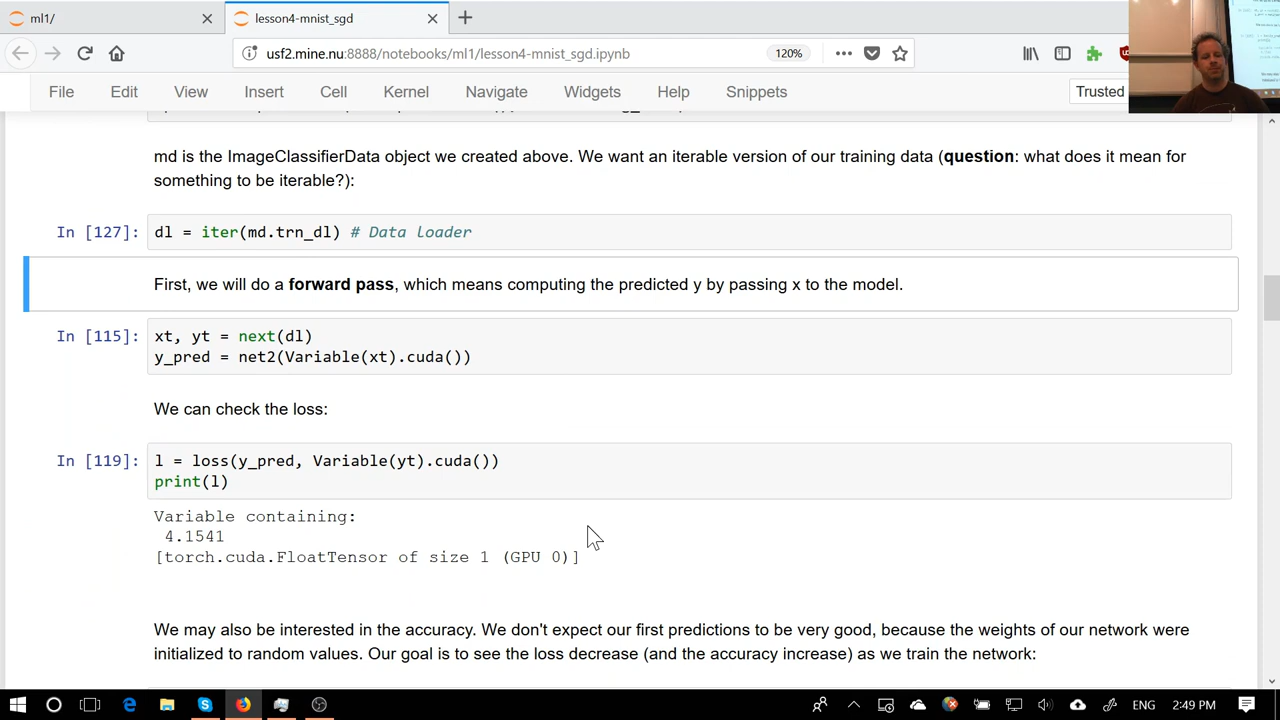 ml1/
lesson4-mnist_sgd
usf2.mine.nu:8888/notebooks/ml1/lesson4-mnist_sgd.ipynb
120%
File Edit View Insert Cell Kernel Navigate Widgets Help Snippets
Trusted
md is the ImageClassifierData object we created above. We want an iterable version of our training data (question: what does it mean for
something to be iterable?):
In [127]: dl = iter(md.trn_dl) # Data loader
First, we will do a forward pass, which means computing the predicted y by passing x to the model.
In [115]: xt, yt = next(dl)
y_pred = net2(Variable(xt).cuda())
We can check the loss:
In [119]: l = loss(y_pred, Variable(yt).cuda())
print(l)
Variable containing:
4.1541
[torch.cuda.FloatTensor of size 1 (GPU 0)]
We may also be interested in the accuracy. We don't expect our first predictions to be very good, because the weights of our network were
initialized to random values. Our goal is to see the loss decrease (and the accuracy increase) as we train the network:
ENG
2:49 PM